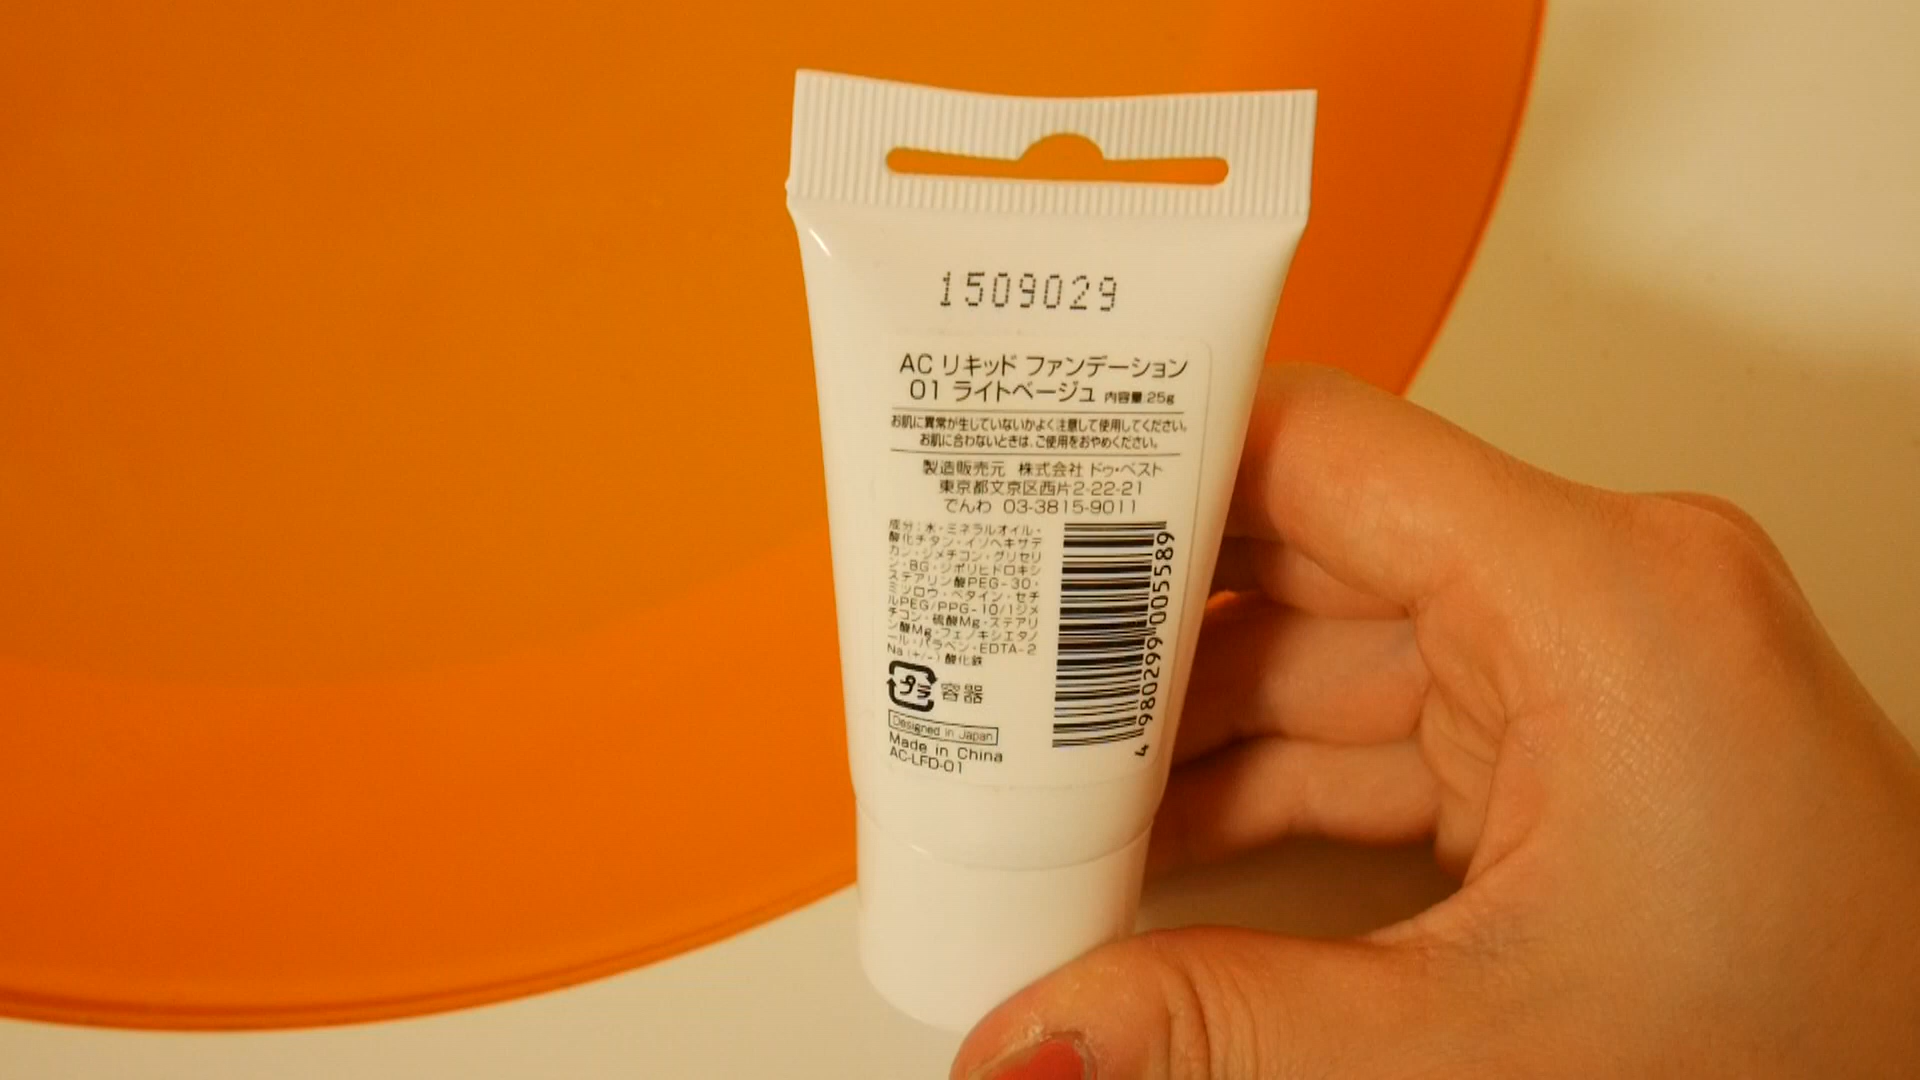 1509029
AC リキッド ファンデーション
01 ライトベージュ 内容量:25g
お肌に異常が生していないかよく注意して使用してください。
お肌に合わないときは、ご使用をおやめください。
製造販売元 株式会社 ドゥ・ベスト
東京都文京区西片2-22-21
でんわ 03-3815-9011
成分：水・ミネラルオイル・
酸化チタン・イソヘキサデ
カン・ジメチコン・グリセリ
ン・BG・ジポリヒドロキシ
ステアリン酸PEG-30・
ミツロウ・ベタイン・セチ
ルPEG/PPG-10/1ジメ
チコン・硫酸Mg・ステアリ
ン酸Mg・フェノキシエタノ
ール・パラベン・EDTA-2
Na (+/-) 酸化鉄
プラ 容器
Designed in Japan
Made in China
AC-LFD-01
4 980299 005589